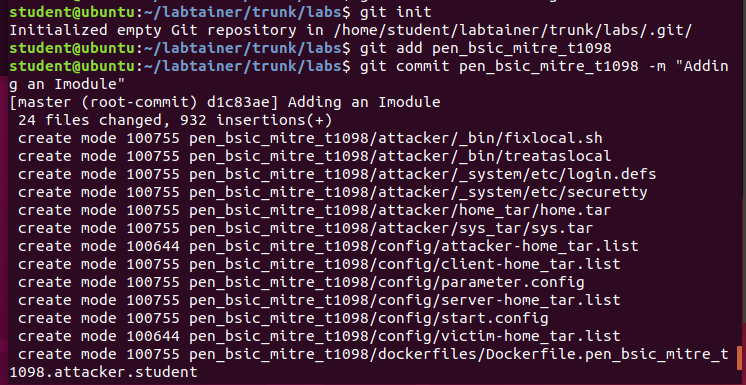 student@ubuntu:~/labtainer/trunk/labs$ git init
Initialized empty Git repository in /home/student/labtainer/trunk/labs/.git/
student@ubuntu:~/labtainer/trunk/labs$ git add pen_bsic_mitre_t1098
student@ubuntu:~/labtainer/trunk/labs$ git commit pen_bsic_mitre_t1098 -m "Addin
g an Imodule"
[master (root-commit) d1c83ae] Adding an Imodule
 24 files changed, 932 insertions(+)
 create mode 100755 pen_bsic_mitre_t1098/attacker/_bin/fixlocal.sh
 create mode 100755 pen_bsic_mitre_t1098/attacker/_bin/treataslocal
 create mode 100755 pen_bsic_mitre_t1098/attacker/_system/etc/login.defs
 create mode 100755 pen_bsic_mitre_t1098/attacker/_system/etc/securetty
 create mode 100755 pen_bsic_mitre_t1098/attacker/home_tar/home.tar
 create mode 100755 pen_bsic_mitre_t1098/attacker/sys_tar/sys.tar
 create mode 100644 pen_bsic_mitre_t1098/config/attacker-home_tar.list
 create mode 100755 pen_bsic_mitre_t1098/config/client-home_tar.list
 create mode 100755 pen_bsic_mitre_t1098/config/parameter.config
 create mode 100755 pen_bsic_mitre_t1098/config/server-home_tar.list
 create mode 100755 pen_bsic_mitre_t1098/config/start.config
 create mode 100644 pen_bsic_mitre_t1098/config/victim-home_tar.list
 create mode 100755 pen_bsic_mitre_t1098/dockerfiles/Dockerfile.pen_bsic_mitre_t
1098.attacker.student